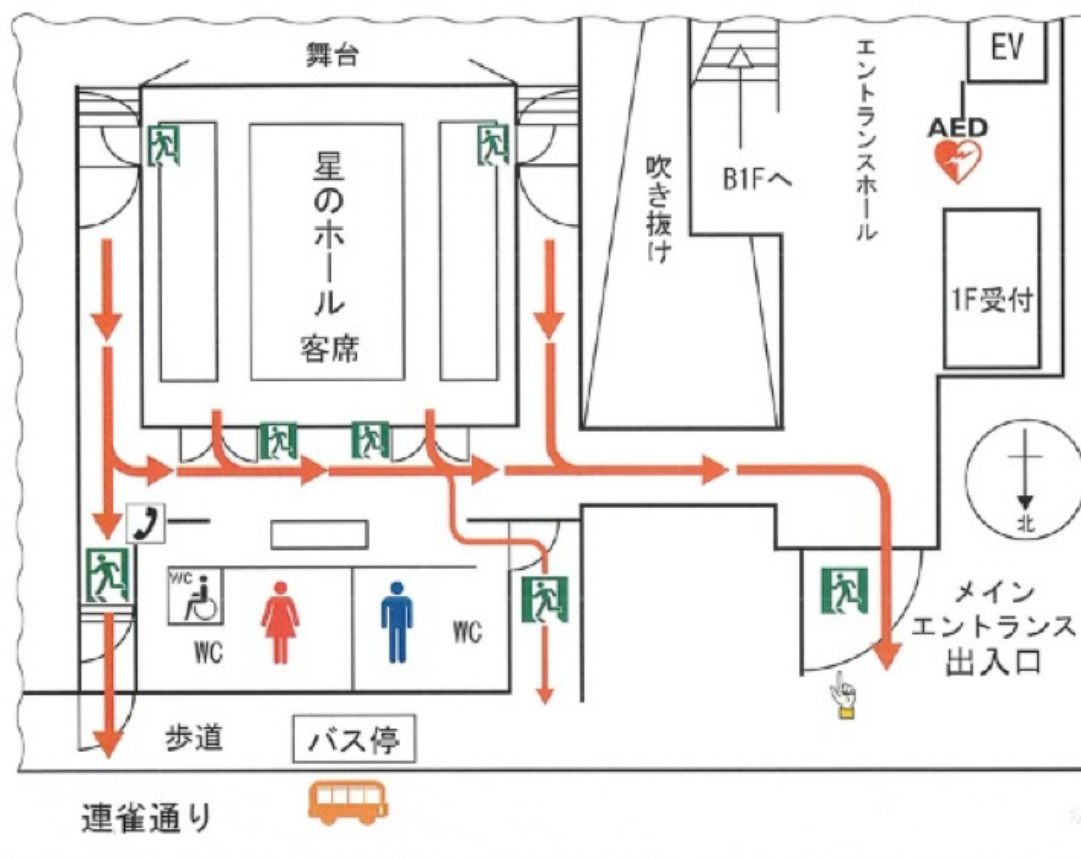 舞台
エントランスホール
EV
AED
星のホール
客席
吹き抜け
B1Fへ
1F受付
北
WC
WC
WC
メイン
エントランス
出入口
歩道
バス停
連雀通り